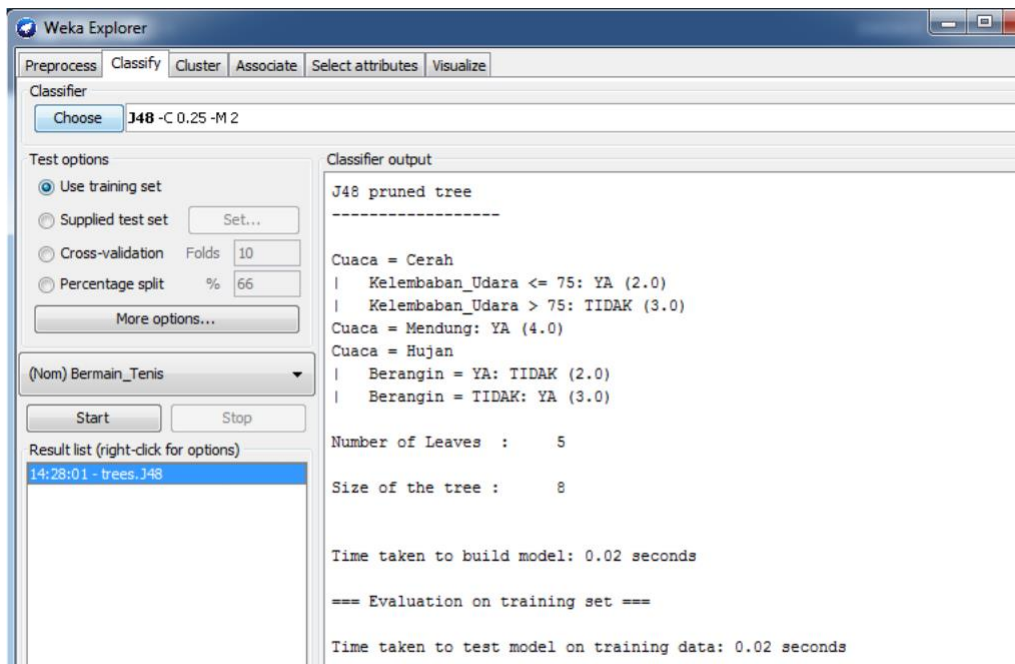 Weka Explorer
Preprocess Classify Cluster Associate Select attributes Visualize
Classifier
Choose J48 -C 0.25 -M 2
Test options
Use training set
Supplied test set Set...
Cross-validation Folds 10
Percentage split % 66
More options...
(Nom) Bermain_Tenis
Start Stop
Result list (right-click for options)
14:28:01 - trees.J48
Classifier output
J48 pruned tree
------------------
Cuaca = Cerah
|   Kelembaban_Udara <= 75: YA (2.0)
|   Kelembaban_Udara > 75: TIDAK (3.0)
Cuaca = Mendung: YA (4.0)
Cuaca = Hujan
|   Berangin = YA: TIDAK (2.0)
|   Berangin = TIDAK: YA (3.0)
Number of Leaves  :     5
Size of the tree :      8
Time taken to build model: 0.02 seconds
=== Evaluation on training set ===
Time taken to test model on training data: 0.02 seconds